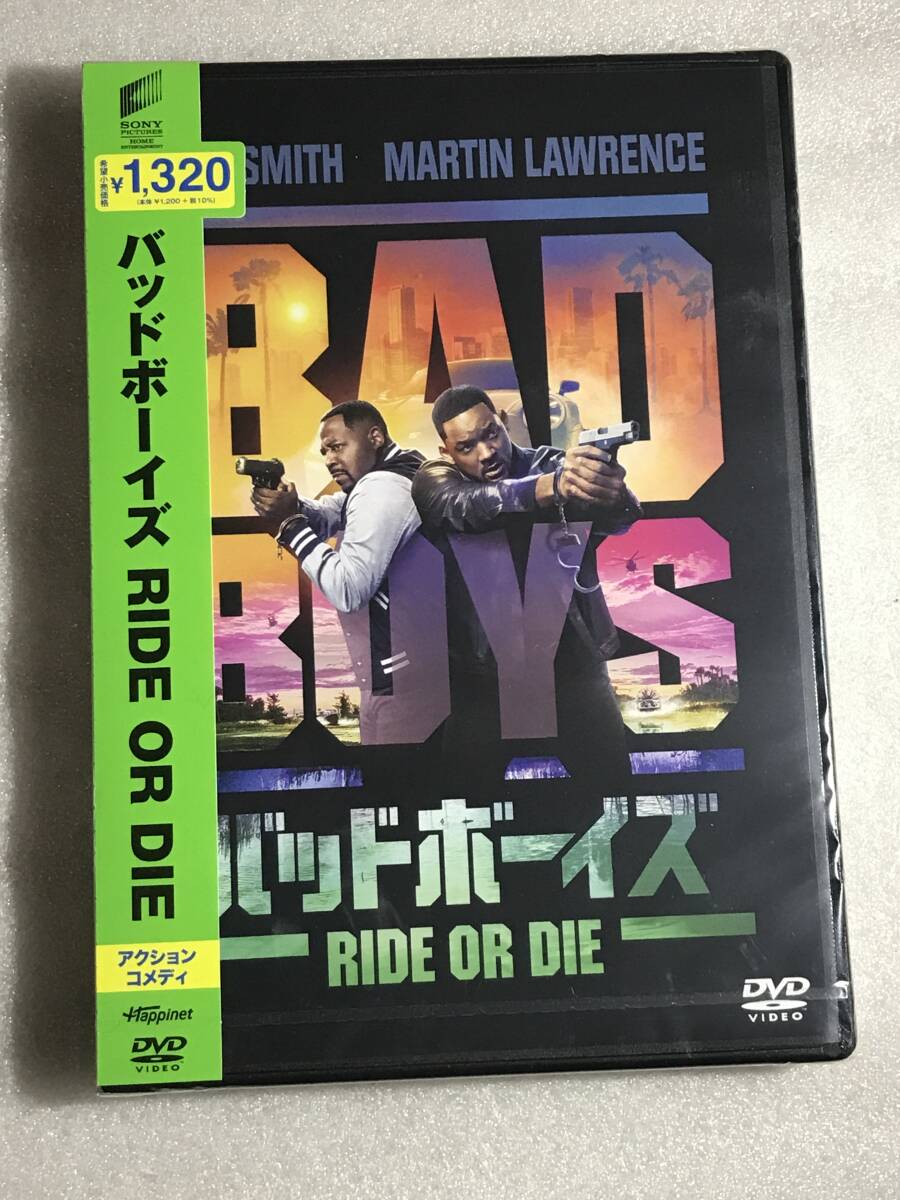 SONY
PICTURES
HOME
ENTERTAINMENT
希望小売価格
¥1,320
(本体 ¥1,200 + 税10%)
バッドボーイズ RIDE OR DIE
アクション
コメディ
Happinet
DVD
VIDEO
SMITH MARTIN LAWRENCE
BAD
BOYS
バッドボーイズ
RIDE OR DIE
DVD
VIDEO